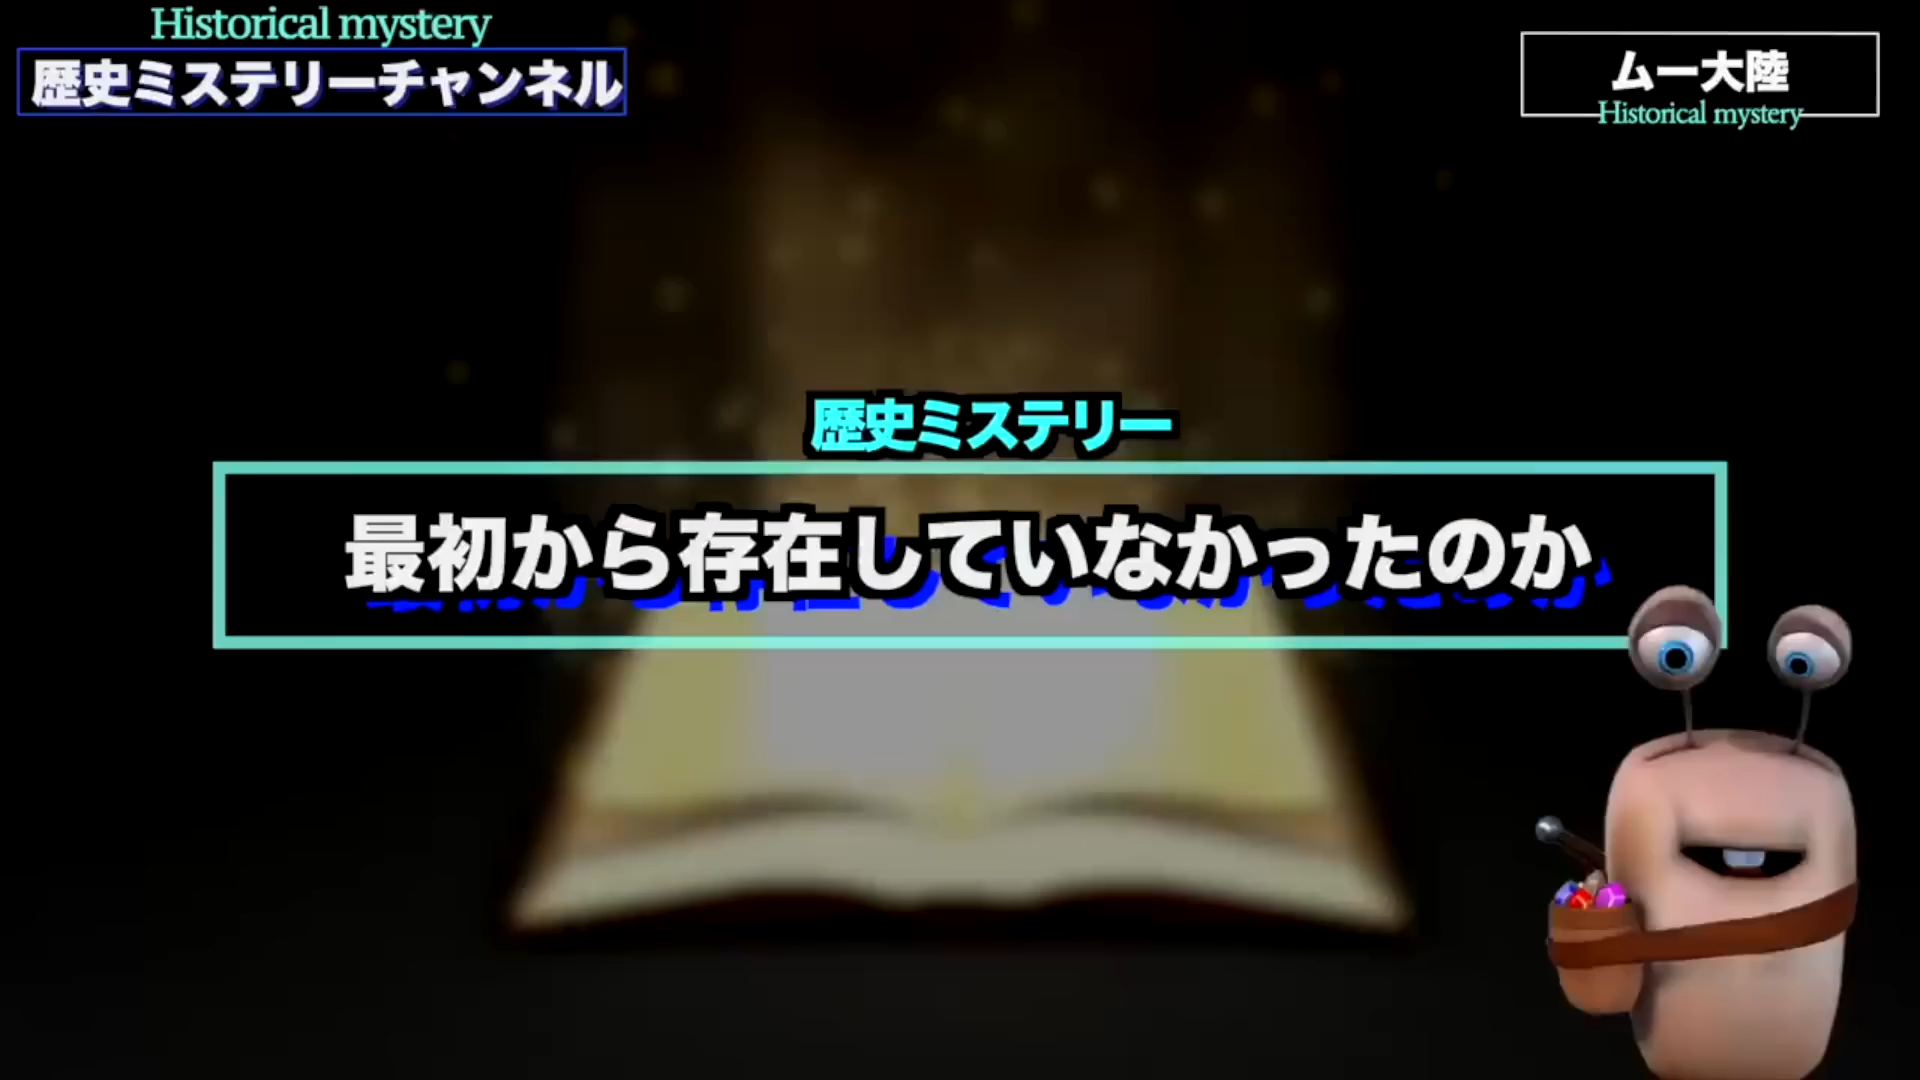 Historical mystery
歴史ミステリーチャンネル
ムー大陸
Historical mystery
歴史ミステリー
最初から存在していなかったのか